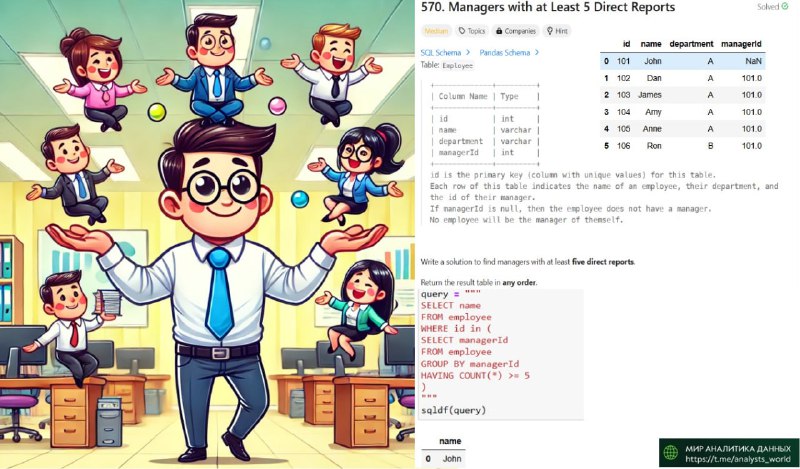 570. Managers with at Least 5 Direct Reports
Solved
Medium Topics Companies Hint
SQL Schema > Pandas Schema >
Table: Employee
+-------------+---------+
| Column Name | Type    |
+-------------+---------+
| id          | int     |
| name        | varchar |
| department  | varchar |
| managerId   | int     |
+-------------+---------+
id is the primary key (column with unique values) for this table.
Each row of this table indicates the name of an employee, their department, and
the id of their manager.
If managerId is null, then the employee does not have a manager.
No employee will be the manager of themself.
id name department managerId
0 101 John A NaN
1 102 Dan A 101.0
2 103 James A 101.0
3 104 Amy A 101.0
4 105 Anne A 101.0
5 106 Ron B 101.0
Write a solution to find managers with at least five direct reports.
Return the result table in any order.
query = """
SELECT name
FROM employee
WHERE id in (
SELECT managerId
FROM employee
GROUP BY managerId
HAVING COUNT(*) >= 5
)
"""
sqldf(query)
name
0 John
МИР АНАЛИТИКА ДАННЫХ
https://t.me/analysts_world